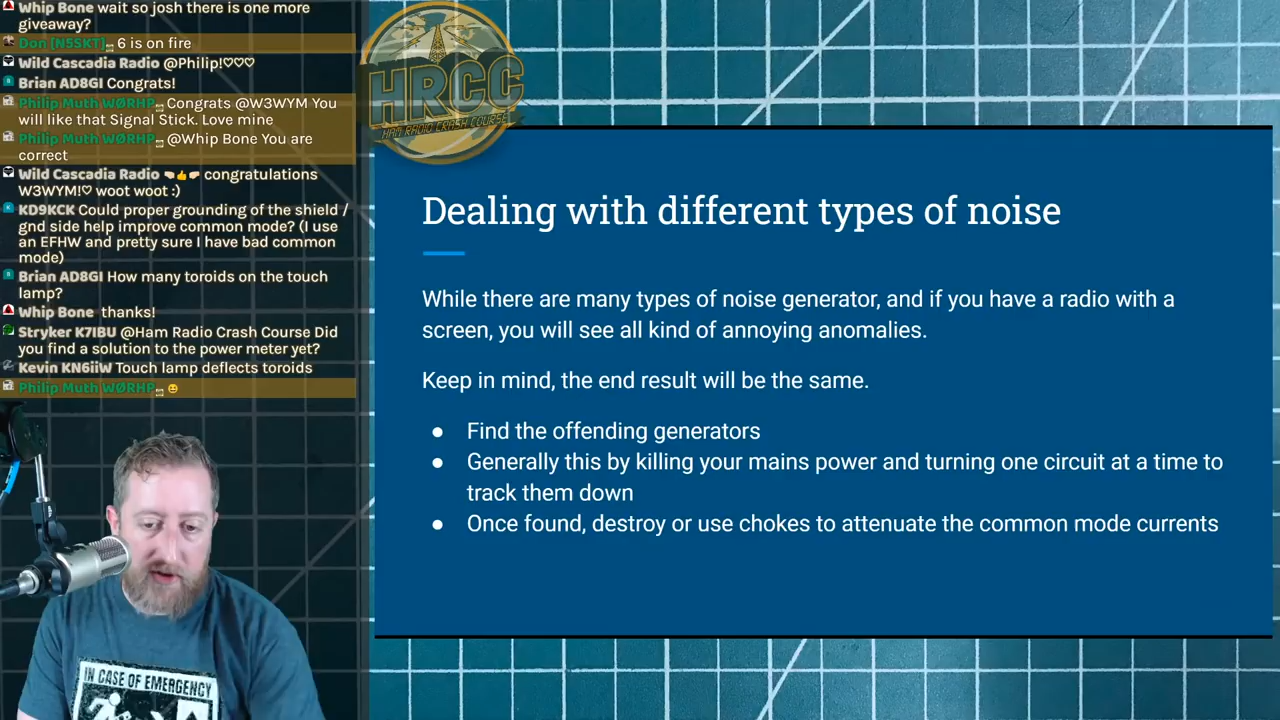 Whip Bone wait so josh there is one more
giveaway?
Don [N5SKT] 6 is on fire
Wild Cascadia Radio @Philip!♡♡♡
Brian AD8GI Congrats!
Philip Muth WØRHP Congrats @W3WYM You
will like that Signal Stick. Love mine
Philip Muth WØRHP @Whip Bone You are
correct
Wild Cascadia Radio 🤜👍🤛 congratulations
W3WYM!♡ woot woot :)
KD9KCK Could proper grounding of the shield /
gnd side help improve common mode? (I use
an EFHW and pretty sure I have bad common
mode)
Brian AD8GI How many toroids on the touch
lamp?
Whip Bone thanks!
Stryker K7IBU @Ham Radio Crash Course Did
you find a solution to the power meter yet?
Kevin KN6iiW Touch lamp deflects toroids
Philip Muth WØRHP 😆
HRCC
HAM RADIO CRASH COURSE
Dealing with different types of noise
While there are many types of noise generator, and if you have a radio with a
screen, you will see all kind of annoying anomalies.
Keep in mind, the end result will be the same.
● Find the offending generators
● Generally this by killing your mains power and turning one circuit at a time to
track them down
● Once found, destroy or use chokes to attenuate the common mode currents
IN CASE OF EMERGENCY